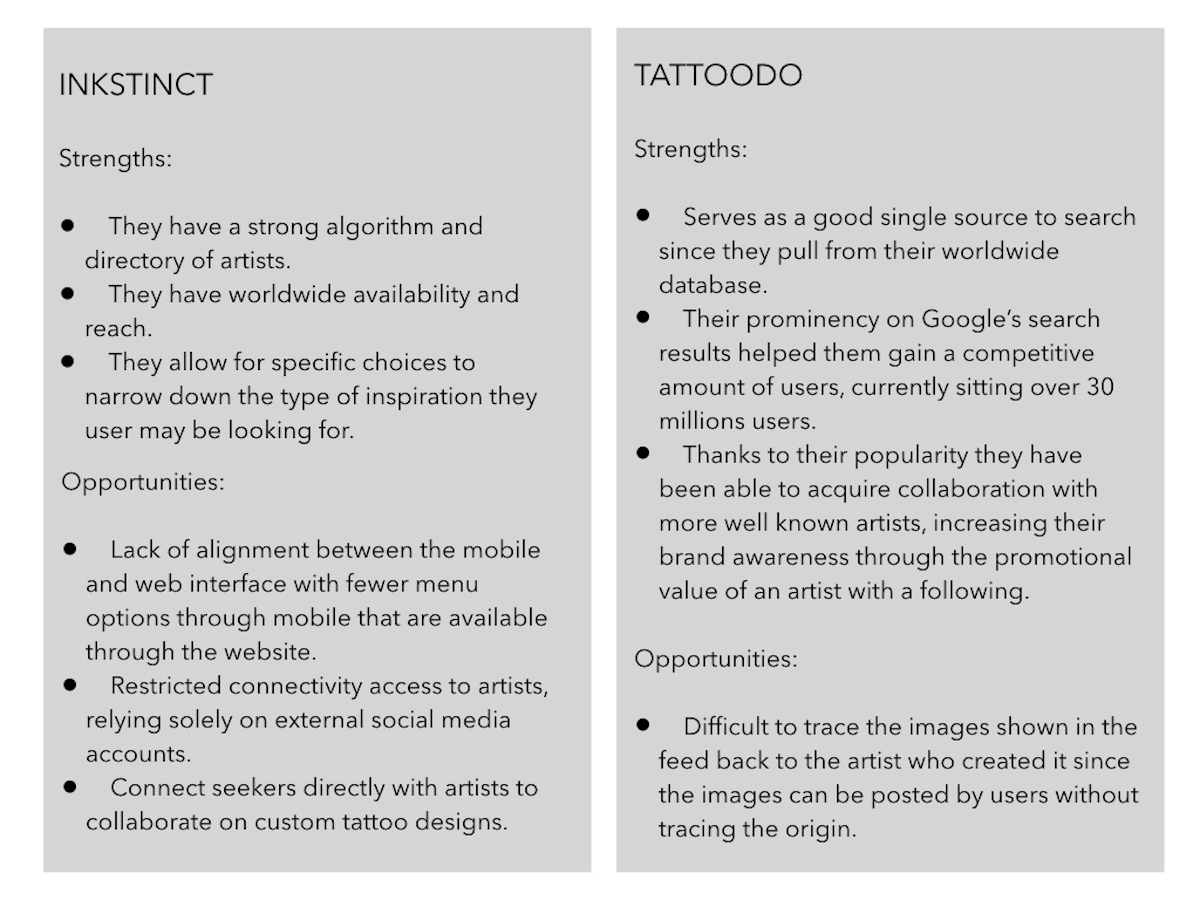 INKSTINCT
Strengths:
● They have a strong algorithm and
directory of artists.
● They have worldwide availability and
reach.
● They allow for specific choices to
narrow down the type of inspiration they
user may be looking for.
Opportunities:
● Lack of alignment between the mobile
and web interface with fewer menu
options through mobile that are available
through the website.
● Restricted connectivity access to artists,
relying solely on external social media
accounts.
● Connect seekers directly with artists to
collaborate on custom tattoo designs.
TATTOODO
Strengths:
● Serves as a good single source to search
since they pull from their worldwide
database.
● Their prominency on Google’s search
results helped them gain a competitive
amount of users, currently sitting over 30
millions users.
● Thanks to their popularity they have
been able to acquire collaboration with
more well known artists, increasing their
brand awareness through the promotional
value of an artist with a following.
Opportunities:
● Difficult to trace the images shown in the
feed back to the artist who created it since
the images can be posted by users without
tracing the origin.